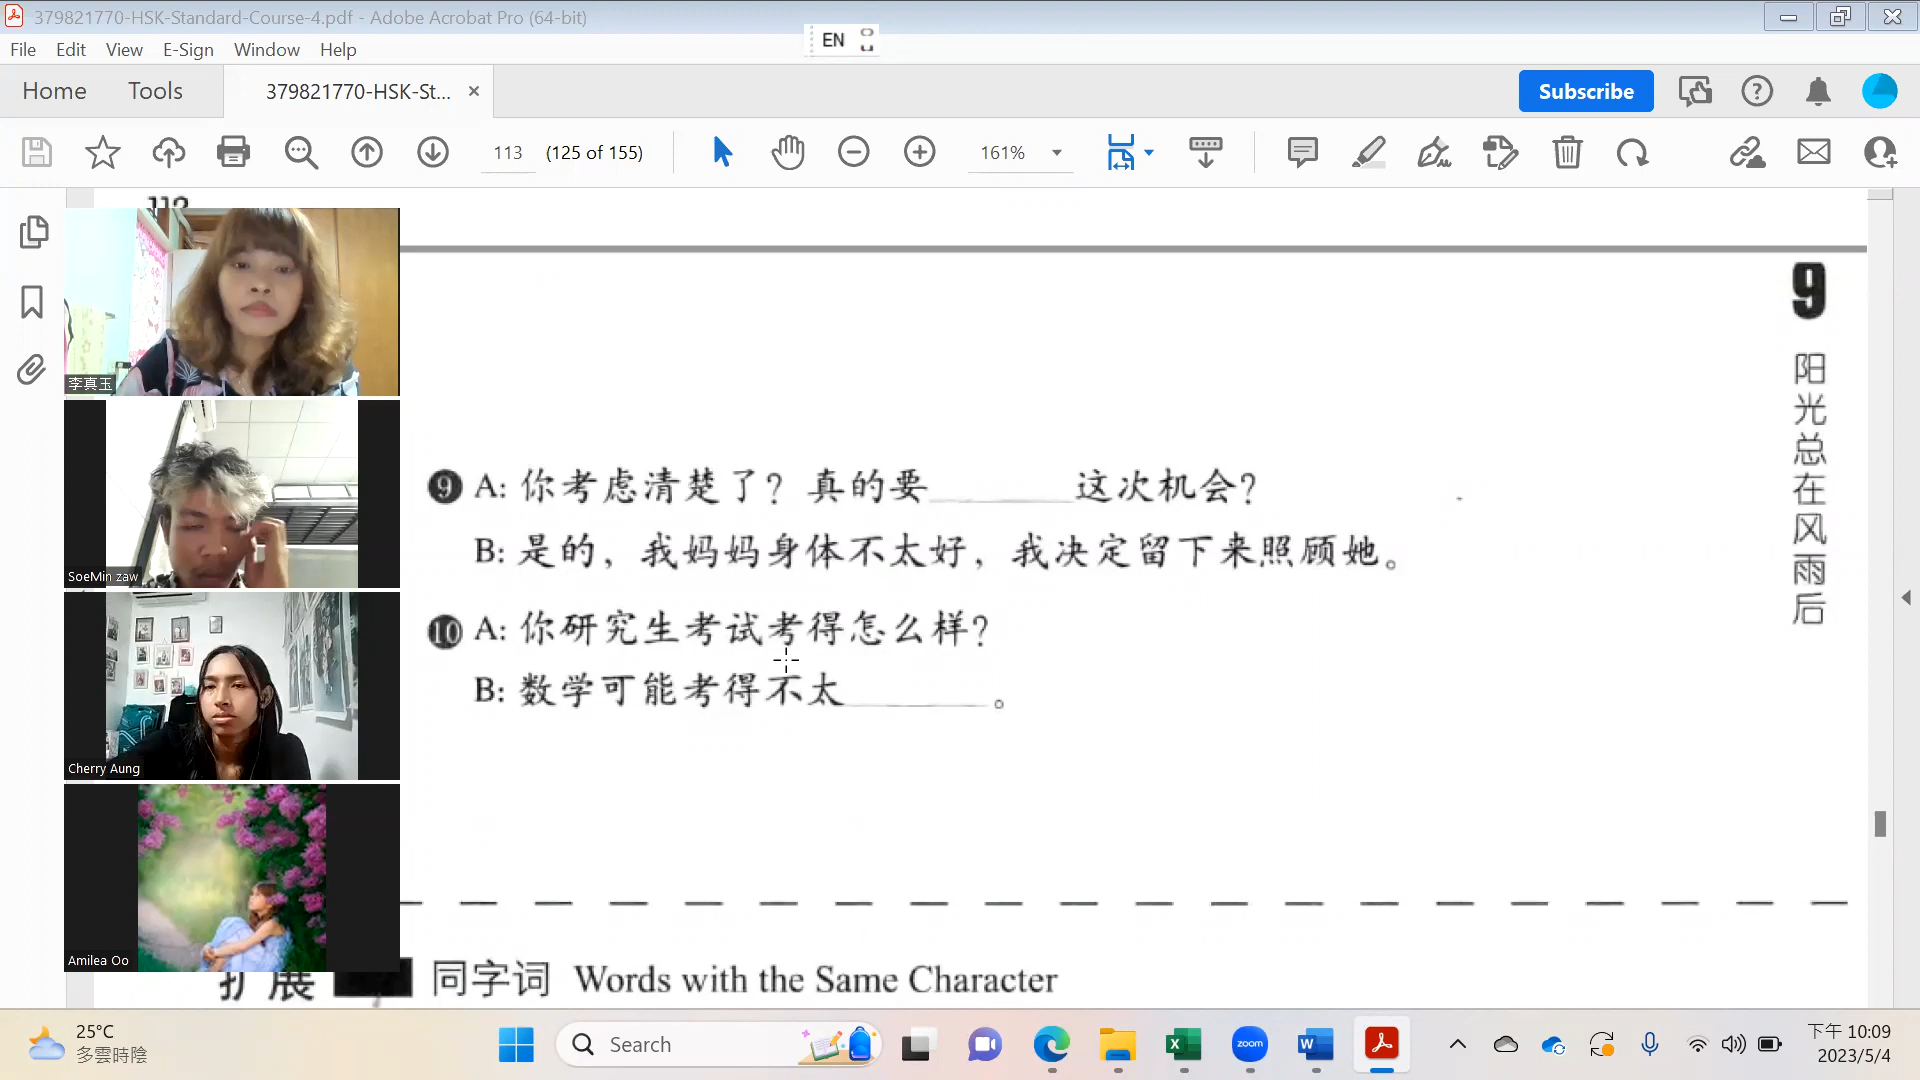 379821770-HSK-Standard-Course-4.pdf - Adobe Acrobat Pro (64-bit)
File Edit View E-Sign Window Help
EN
Home Tools 379821770-HSK-St... Subscribe
113 (125 of 155) 161%
李真玉
SoeMin zaw
Cherry Aung
Amilea Oo
9
阳光总在风雨后
❾ A: 你考虑清楚了？真的要________这次机会？
B: 是的，我妈妈身体不太好，我决定留下来照顾她。
❿ A: 你研究生考试考得怎么样？
B: 数学可能考得不太________。
扩展 同字词 Words with the Same Character
25°C
多雲時陰
Search
zoom
下午 10:09
2023/5/4